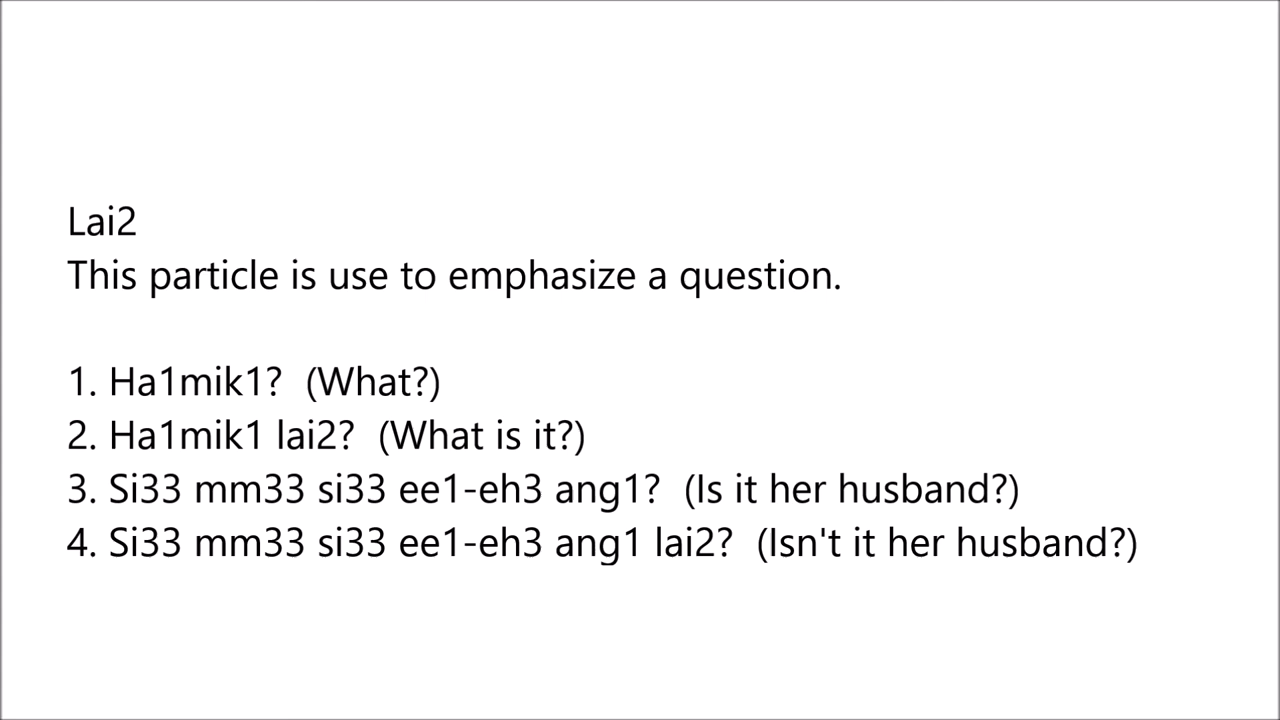 Lai2
This particle is use to emphasize a question.
1. Ha1mik1?  (What?)
2. Ha1mik1 lai2?  (What is it?)
3. Si33 mm33 si33 ee1-eh3 ang1?  (Is it her husband?)
4. Si33 mm33 si33 ee1-eh3 ang1 lai2?  (Isn't it her husband?)